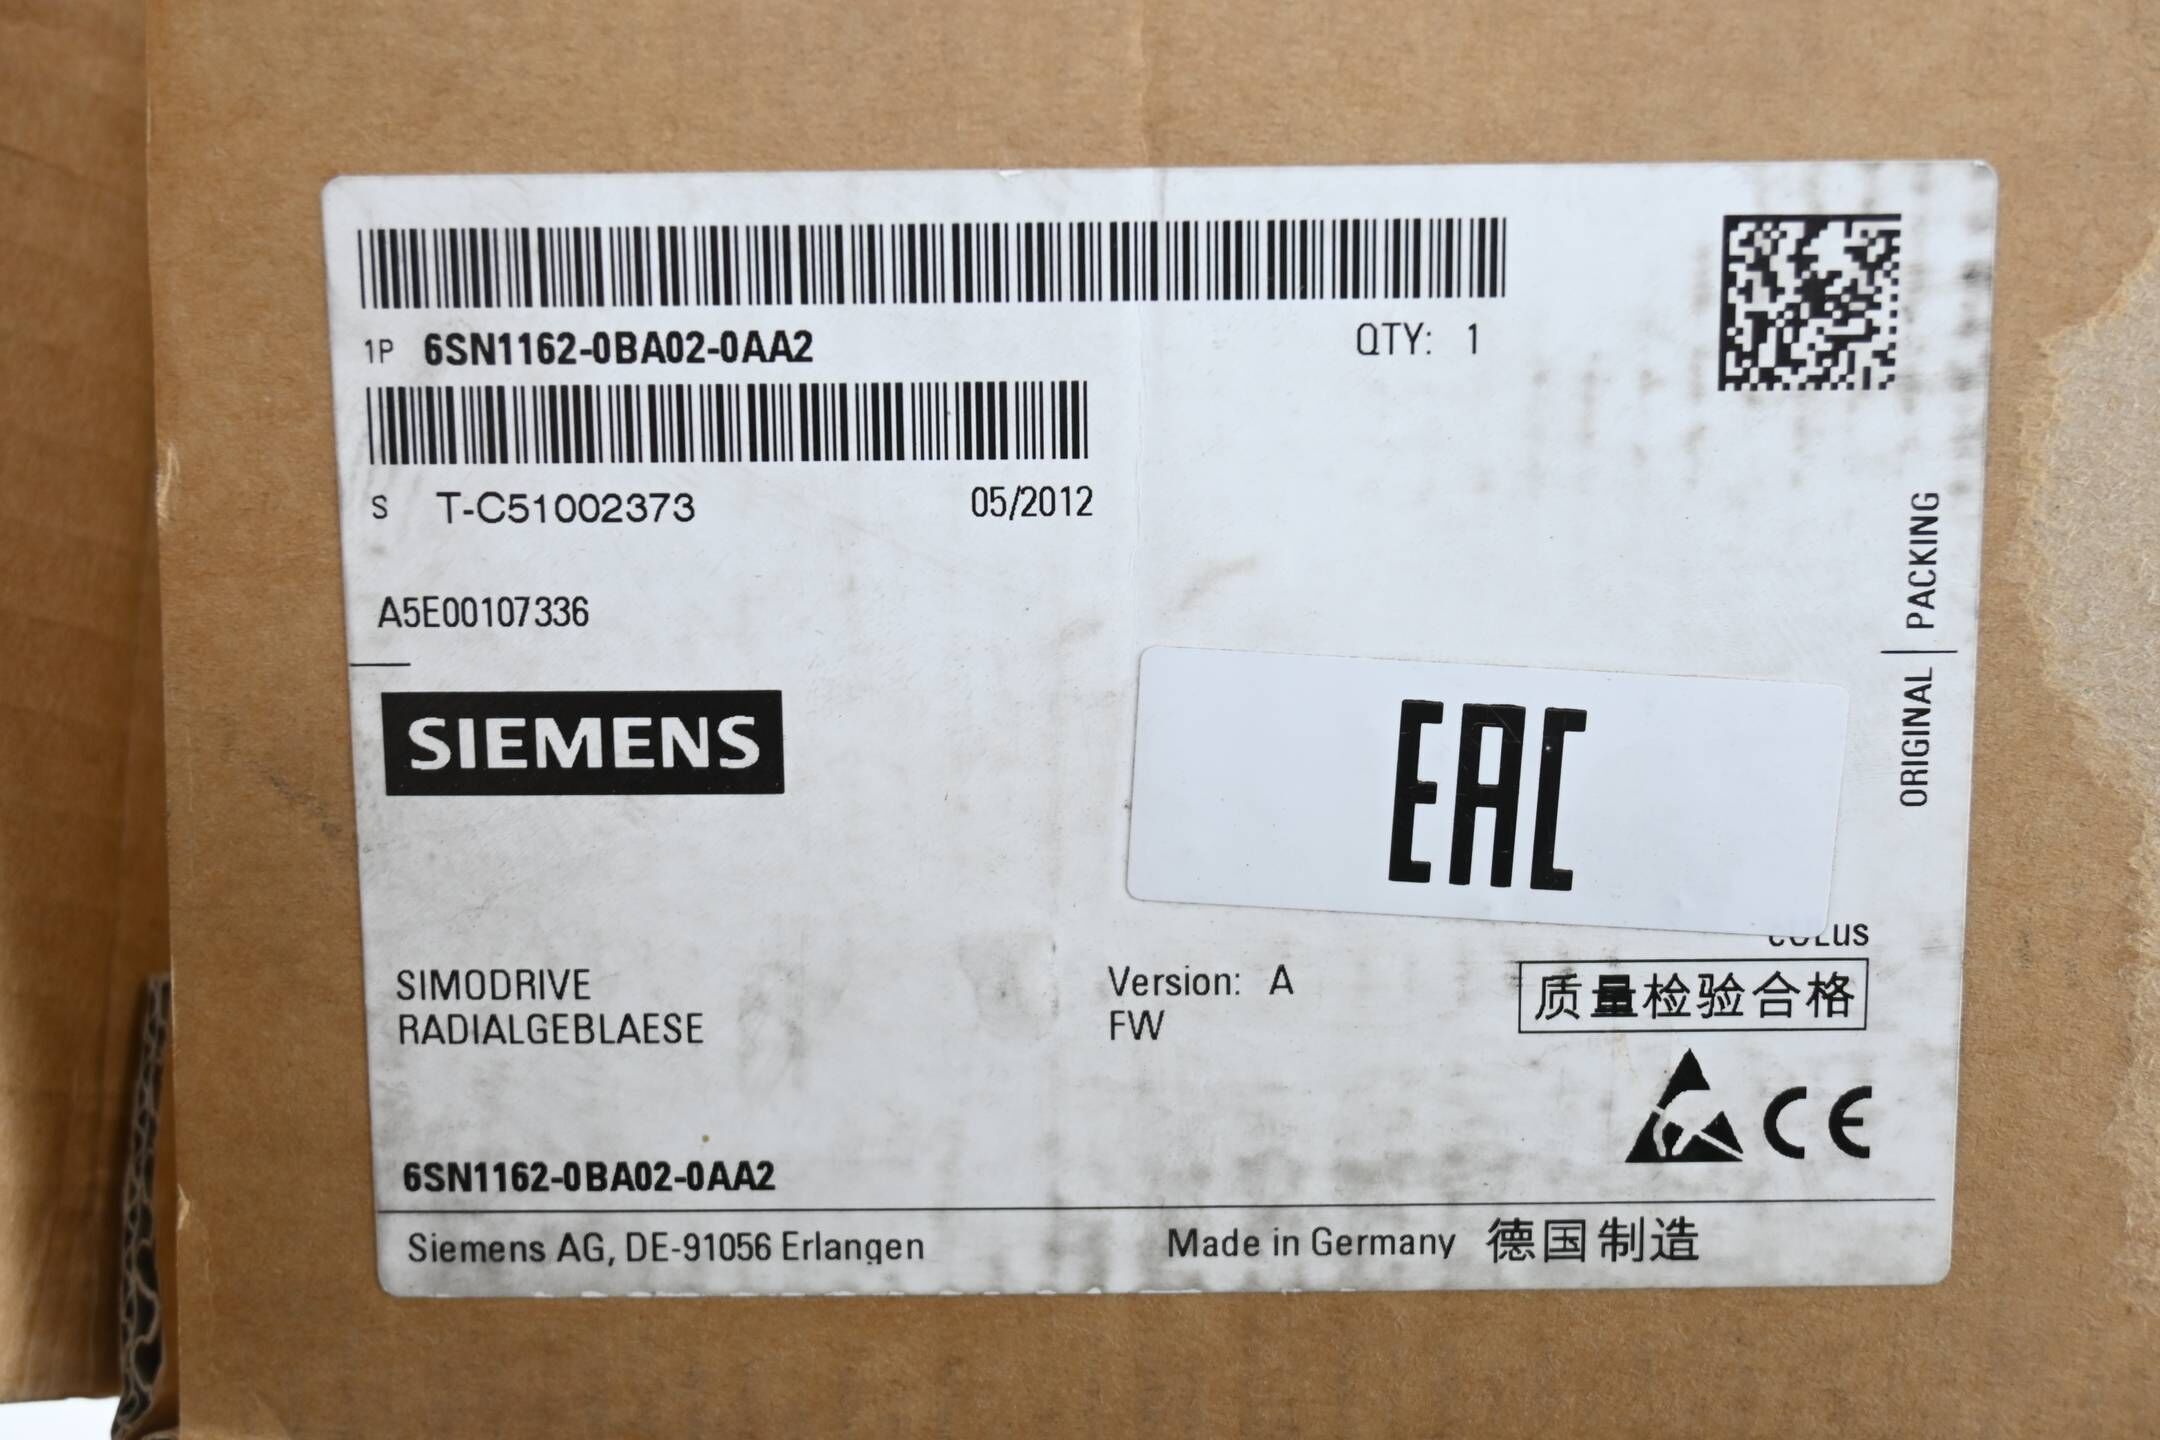 1P 6SN1162-0BA02-0AA2 QTY: 1
S T-C51002373 05/2012
A5E00107336
ORIGINAL PACKING
SIEMENS
EAC
SIMODRIVE
RADIALGEBLAESE
Version: A
FW
质量检验合格
CE
6SN1162-0BA02-0AA2
Siemens AG, DE-91056 Erlangen Made in Germany 德国制造